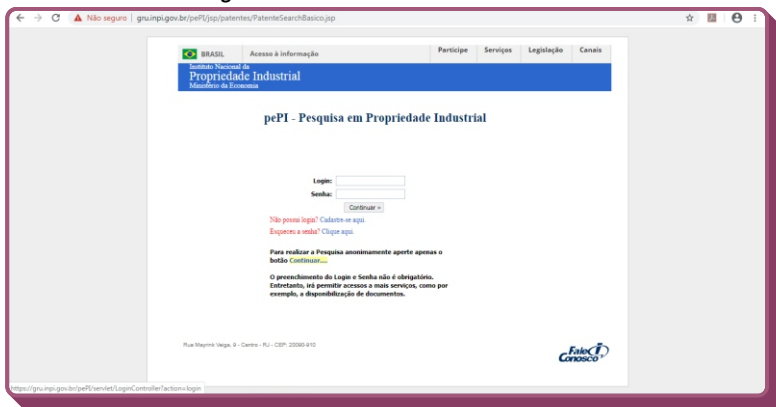 Não seguro | gru.inpi.gov.br/pePI/jsp/patentes/PatenteSearchBasico.jsp
BRASIL Acesso à informação Participe Serviços Legislação Canais
Instituto Nacional da
Propriedade Industrial
Ministério da Economia
pePI - Pesquisa em Propriedade Industrial
Login:
Senha:
Continuar »
Não possui login? Cadastre-se aqui.
Esqueceu a senha? Clique aqui.
Para realizar a Pesquisa anonimamente aperte apenas o
botão Continuar....
O preenchimento do Login e Senha não é obrigatório.
Entretanto, irá permitir acessos a mais serviços, como por
exemplo, a disponibilização de documentos.
Rua Mayrink Veiga, 9 - Centro - RJ - CEP: 20090-910
Fale
Conosco
https://gru.inpi.gov.br/pePI/servlet/LoginController?action=login